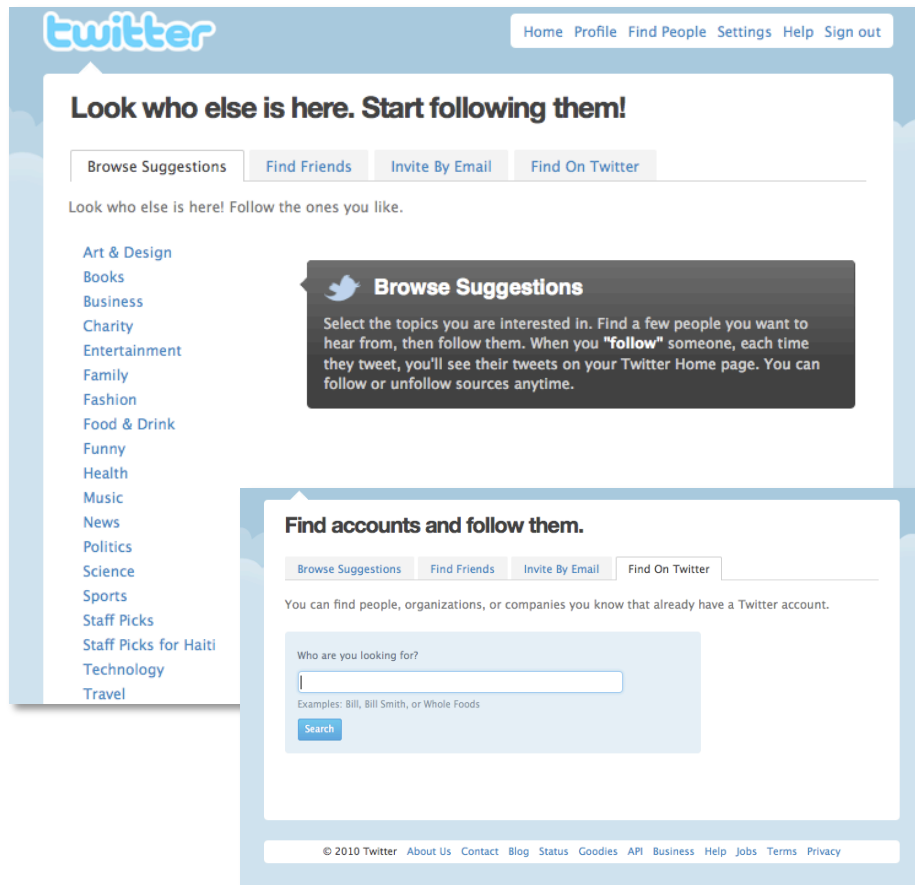 twitter
Home Profile Find People Settings Help Sign out
Look who else is here. Start following them!
Browse Suggestions Find Friends Invite By Email Find On Twitter
Look who else is here! Follow the ones you like.
Art & Design
Books
Business
Charity
Entertainment
Family
Fashion
Food & Drink
Funny
Health
Music
News
Politics
Science
Sports
Staff Picks
Staff Picks for Haiti
Technology
Travel
Browse Suggestions
Select the topics you are interested in. Find a few people you want to
hear from, then follow them. When you "follow" someone, each time
they tweet, you'll see their tweets on your Twitter Home page. You can
follow or unfollow sources anytime.
Find accounts and follow them.
Browse Suggestions Find Friends Invite By Email Find On Twitter
You can find people, organizations, or companies you know that already have a Twitter account.
Who are you looking for?
Examples: Bill, Bill Smith, or Whole Foods
Search
© 2010 Twitter About Us Contact Blog Status Goodies API Business Help Jobs Terms Privacy